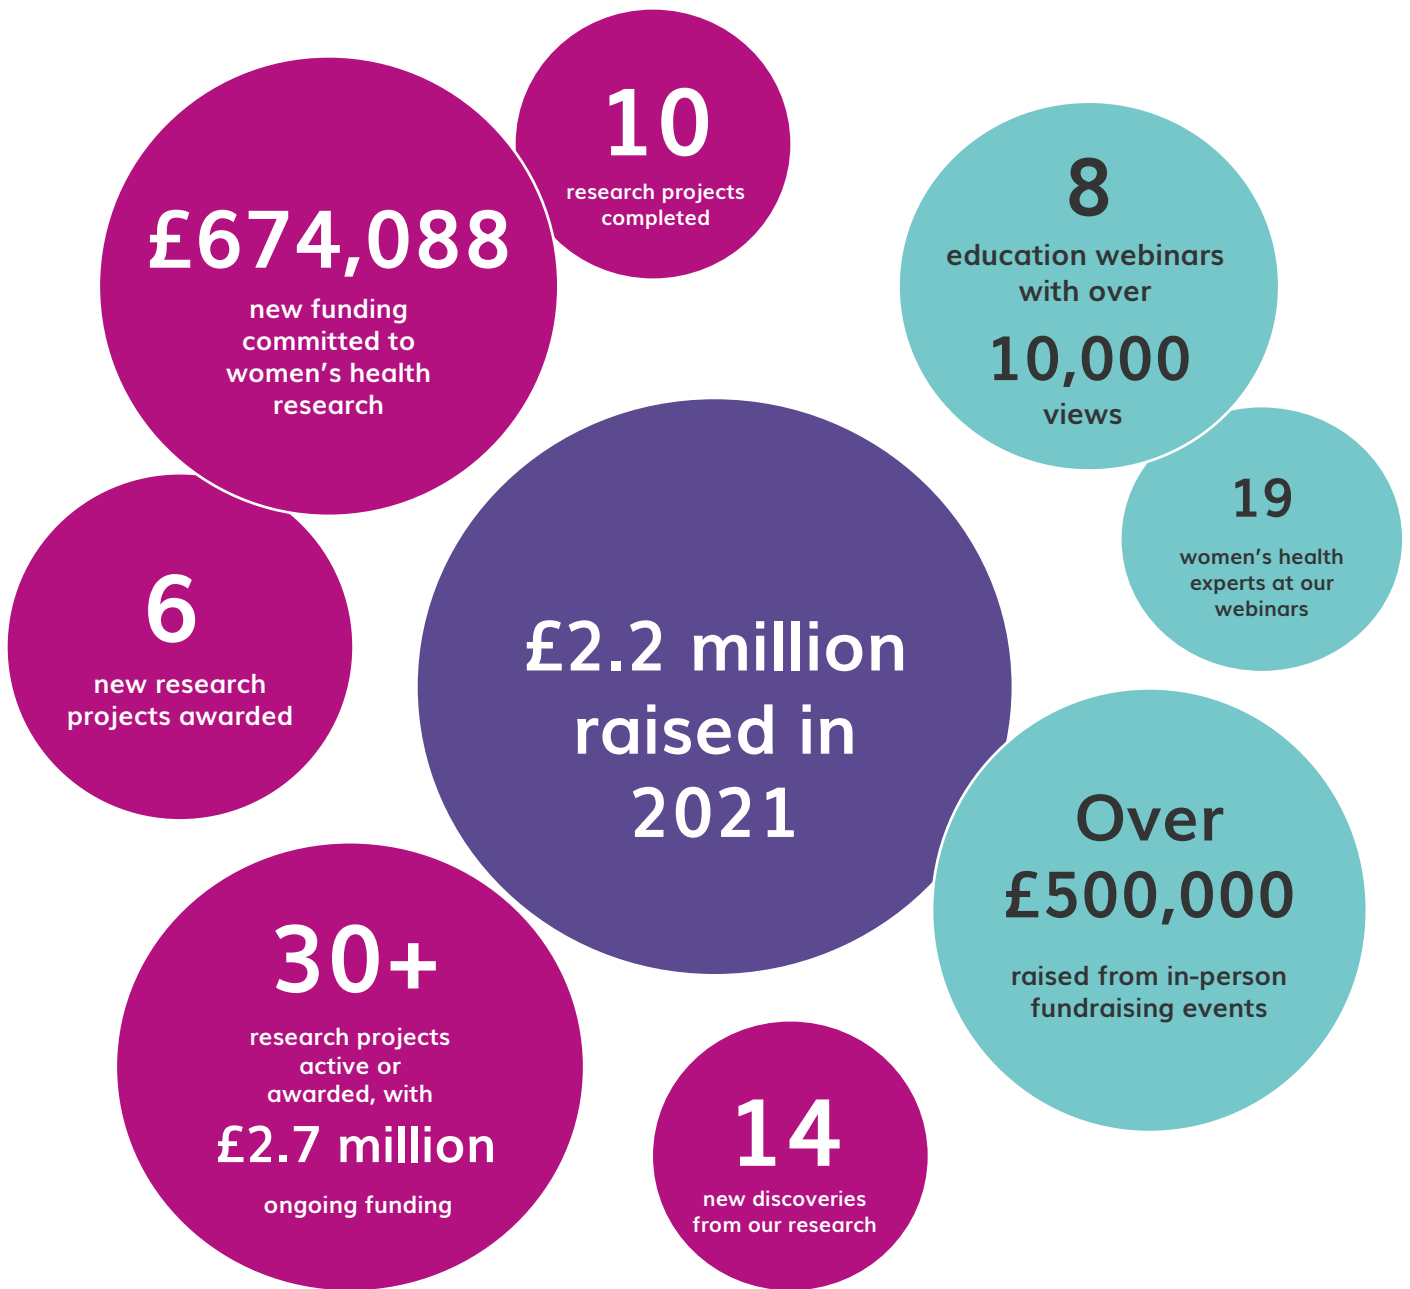 10
research projects
completed
£674,088
new funding
committed to
women's health
research
8
education webinars
with over
10,000
views
19
women's health
experts at our
webinars
6
new research
projects awarded
£2.2 million
raised in
2021
Over
£500,000
raised from in-person
fundraising events
30+
research projects
active or
awarded, with
£2.7 million
ongoing funding
14
new discoveries
from our research